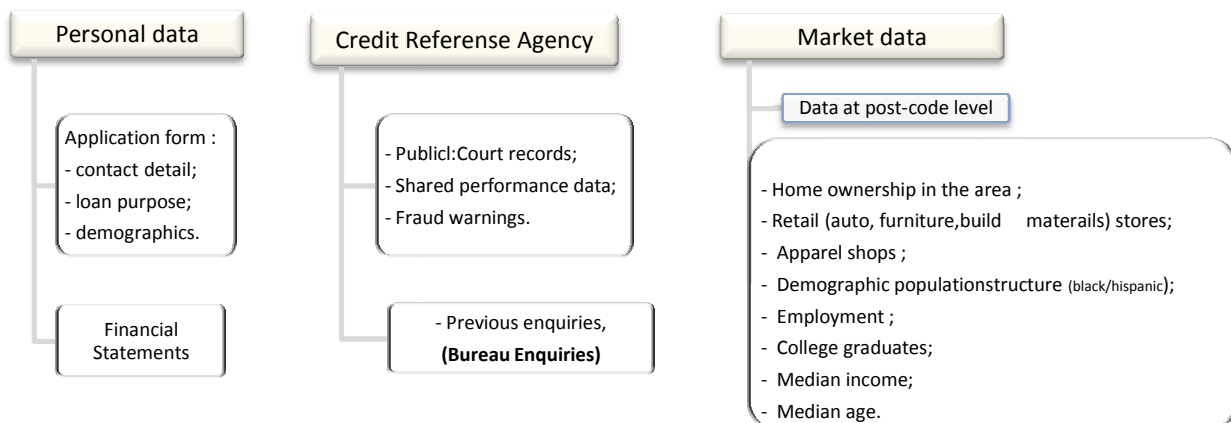 Personal data
Application form :
- contact detail;
- loan purpose;
- demographics.
Financial
Statements
Credit Referense Agency
- Publicl:Court records;
- Shared performance data;
- Fraud warnings.
- Previous enquiries,
(Bureau Enquiries)
Market data
Data at post-code level
- Home ownership in the area ;
- Retail (auto, furniture,build materails) stores;
- Apparel shops ;
- Demographic populationstructure (black/hispanic);
- Employment ;
- College graduates;
- Median income;
- Median age.